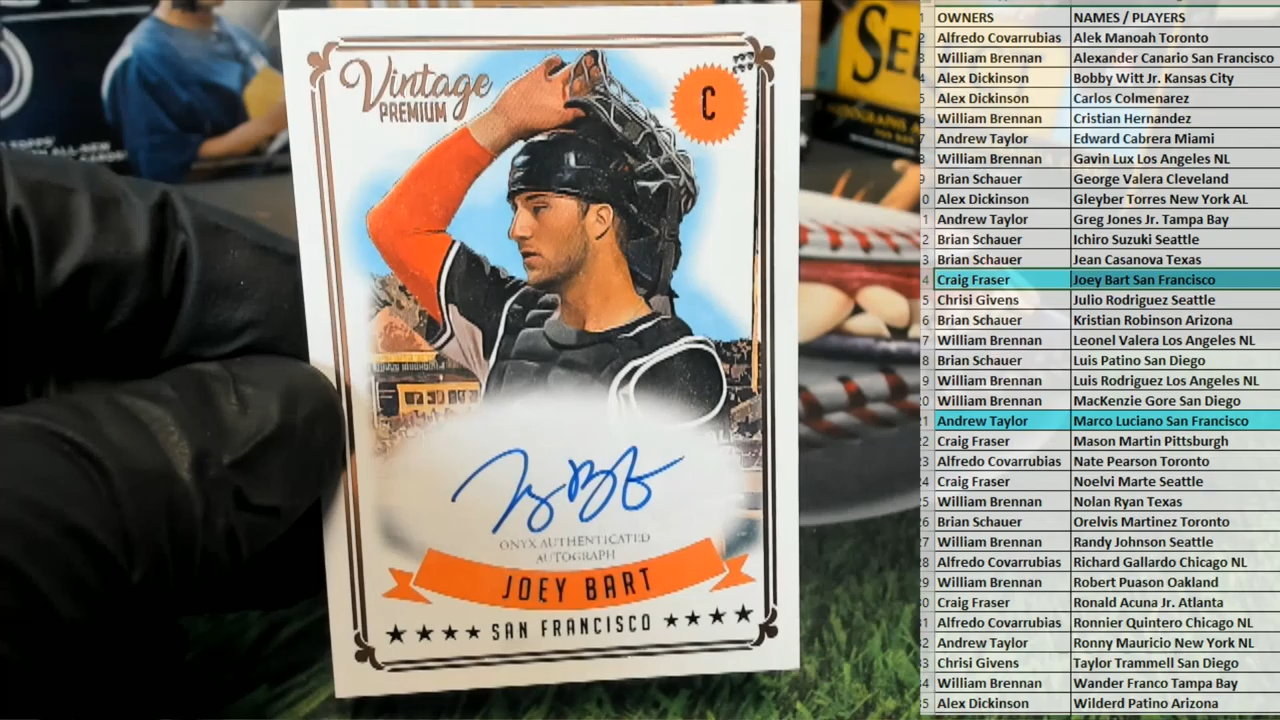 Vintage
PREMIUM
C
ONYX AUTHENTICATED
AUTOGRAPH
JOEY BART
★★★★ SAN FRANCISCO ★★★★
SE
OWNERS NAMES / PLAYERS
Alfredo Covarrubias Alek Manoah Toronto
William Brennan Alexander Canario San Francisco
Alex Dickinson Bobby Witt Jr. Kansas City
Alex Dickinson Carlos Colmenarez
William Brennan Cristian Hernandez
Andrew Taylor Edward Cabrera Miami
William Brennan Gavin Lux Los Angeles NL
Brian Schauer George Valera Cleveland
Alex Dickinson Gleyber Torres New York AL
Andrew Taylor Greg Jones Jr. Tampa Bay
Brian Schauer Ichiro Suzuki Seattle
Brian Schauer Jean Casanova Texas
Craig Fraser Joey Bart San Francisco
Chrisi Givens Julio Rodriguez Seattle
Brian Schauer Kristian Robinson Arizona
William Brennan Leonel Valera Los Angeles NL
Brian Schauer Luis Patino San Diego
William Brennan Luis Rodriguez Los Angeles NL
William Brennan MacKenzie Gore San Diego
Andrew Taylor Marco Luciano San Francisco
Craig Fraser Mason Martin Pittsburgh
Alfredo Covarrubias Nate Pearson Toronto
Craig Fraser Noelvi Marte Seattle
William Brennan Nolan Ryan Texas
Brian Schauer Orelvis Martinez Toronto
William Brennan Randy Johnson Seattle
Alfredo Covarrubias Richard Gallardo Chicago NL
William Brennan Robert Puason Oakland
Craig Fraser Ronald Acuna Jr. Atlanta
Alfredo Covarrubias Ronnier Quintero Chicago NL
Andrew Taylor Ronny Mauricio New York NL
Chrisi Givens Taylor Trammell San Diego
William Brennan Wander Franco Tampa Bay
Alex Dickinson Wilderd Patino Arizona